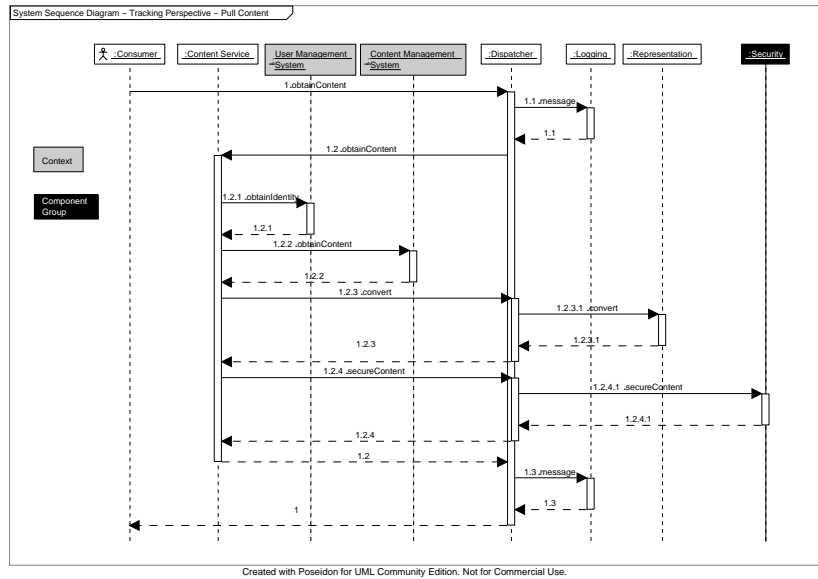 System Sequence Diagram – Tracking Perspective – Pull Content
:Consumer
:Content Service
User Management
:System
Content Management
:System
:Dispatcher
:Logging
:Representation
:Security
1.obtainContent
1.1.message
1.1
1.2.obtainContent
Context
1.2.1 .obtainIdentity
Component
Group
1.2.1
1.2.2 .obtainContent
1.2.2
1.2.3 .convert
1.2.3.1 .convert
1.2.3.1
1.2.3
1.2.4 .secureContent
1.2.4.1 .secureContent
1.2.4.1
1.2.4
1.2
1.3.message
1.3
1
Created with Poseidon for UML Community Edition. Not for Commercial Use.